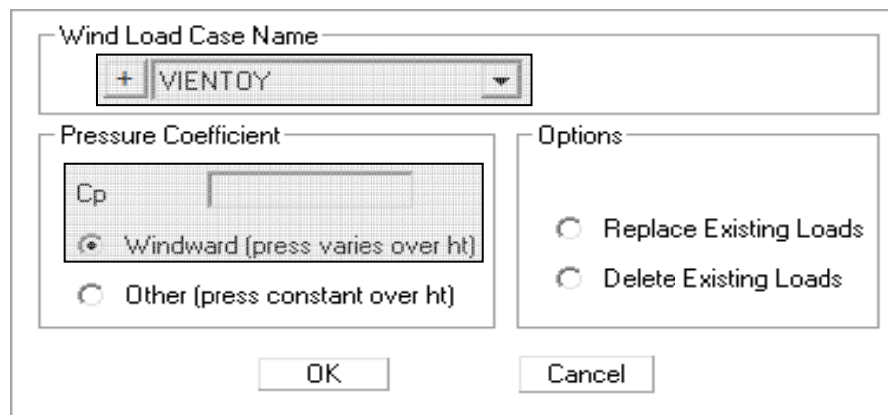 Wind Load Case Name
+ VIENTOY
Pressure Coefficient
Cp
Windward (press varies over ht)
Other (press constant over ht)
Options
Replace Existing Loads
Delete Existing Loads
OK
Cancel